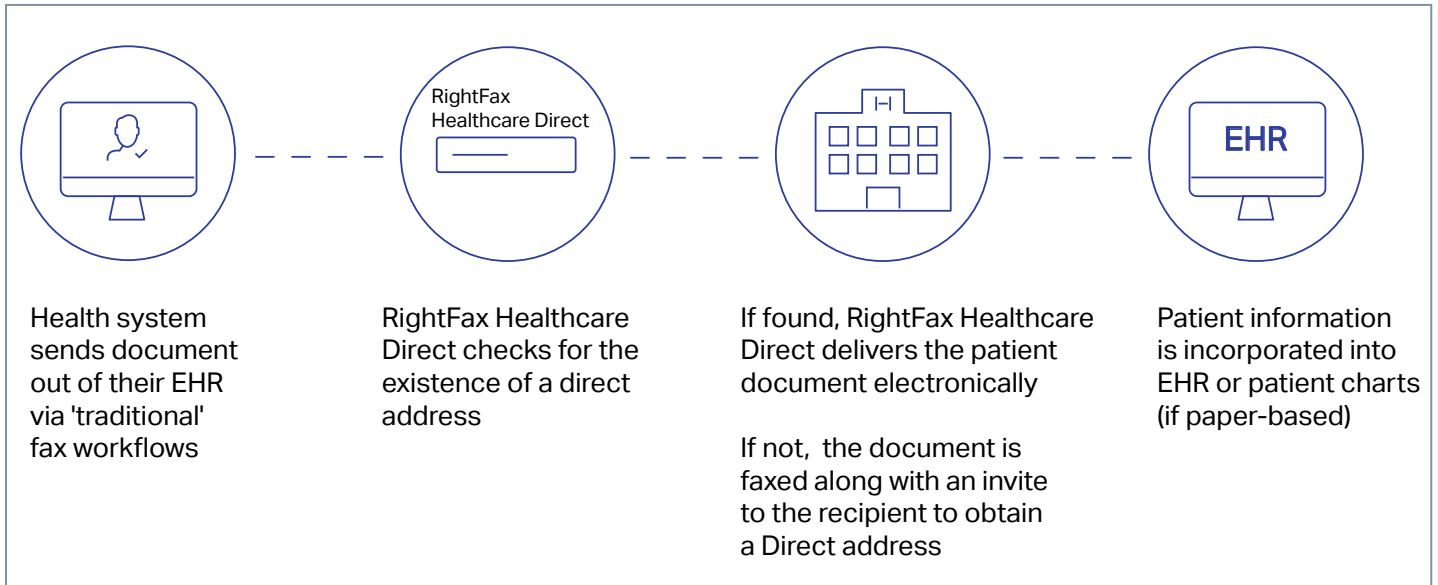 RightFax
Healthcare Direct
EHR
Health system
sends document
out of their EHR
via 'traditional'
fax workflows
RightFax Healthcare
Direct checks for the
existence of a direct
address
If found, RightFax Healthcare
Direct delivers the patient
document electronically
If not,  the document is
faxed along with an invite
to the recipient to obtain
a Direct address
Patient information
is incorporated into
EHR or patient charts
(if paper-based)